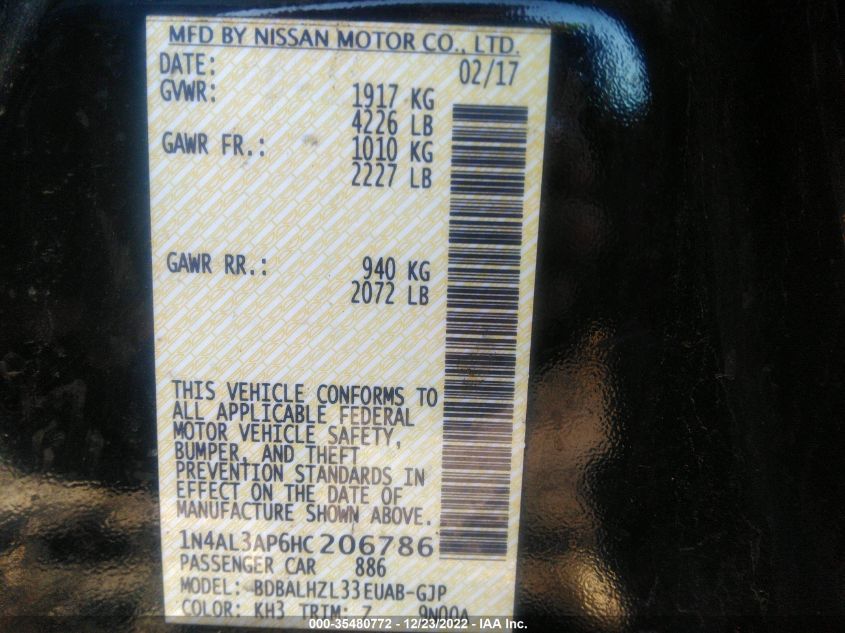 MFD BY NISSAN MOTOR CO., LTD.
DATE: 02/17
GVWR: 1917 KG
4226 LB
GAWR FR.: 1010 KG
2227 LB
GAWR RR.: 940 KG
2072 LB
THIS VEHICLE CONFORMS TO
ALL APPLICABLE FEDERAL
MOTOR VEHICLE SAFETY,
BUMPER, AND THEFT
PREVENTION STANDARDS IN
EFFECT ON THE DATE OF
MANUFACTURE SHOWN ABOVE.
1N4AL3AP6HC206786
PASSENGER CAR 886
MODEL: BDBALHZL33EUAB-GJP
COLOR: KH3 TRIM: Z 9N00A
000-35480772 - 12/23/2022 - IAA Inc.